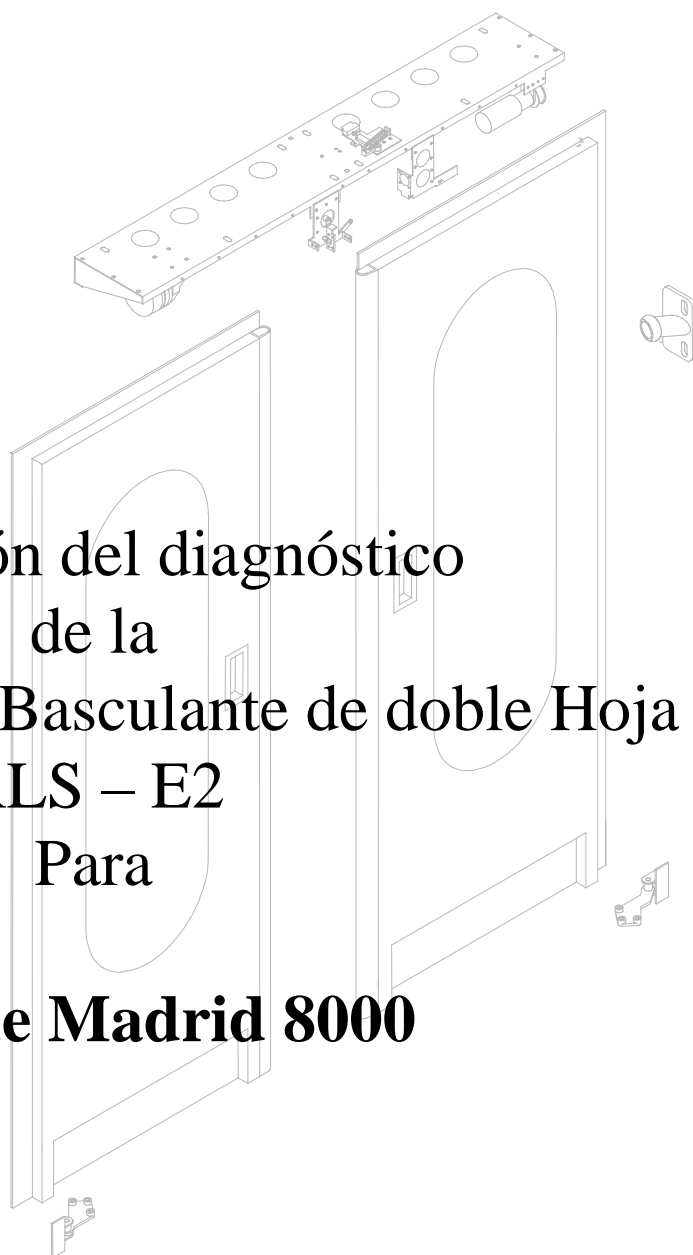 ón del diagnóstico
de la
Basculante de doble Hoja
LS – E2
Para
e Madrid 8000